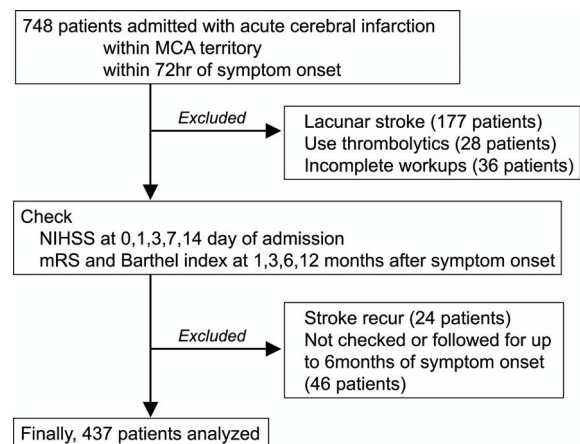 748 patients admitted with acute cerebral infarction
within MCA territory
within 72hr of symptom onset
Excluded
Lacunar stroke (177 patients)
Use thrombolytics (28 patients)
Incomplete workups (36 patients)
Check
NIHSS at 0,1,3,7,14 day of admission
mRS and Barthel index at 1,3,6,12 months after symptom onset
Excluded
Stroke recur (24 patients)
Not checked or followed for up
to 6months of symptom onset
(46 patients)
Finally, 437 patients analyzed